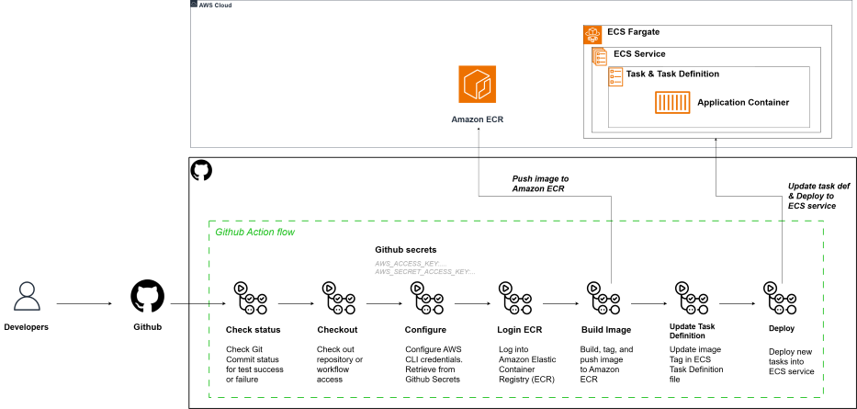 AWS Cloud
ECS Fargate
ECS Service
Task & Task Definition
Application Container
Amazon ECR
Push image to
Amazon ECR
Update task def
& Deploy to
ECS service
Github Action flow
Github secrets
AWS_ACCESS_KEY:...
AWS_SECRET_ACCESS_KEY:...
Developers
Github
Check status
Check Git
Commit status
for test success
or failure
Checkout
Check out
repository or
workflow
access
Configure
Configure AWS
CLI credentials.
Retrieve from
Github Secrets
Login ECR
Log into
Amazon Elastic
Container
Registry (ECR)
Build Image
Build, tag, and
push image
to Amazon
ECR
Update Task
Definition
Update image
Tag in ECS
Task Definition
file
Deploy
Deploy new
tasks into
ECS service